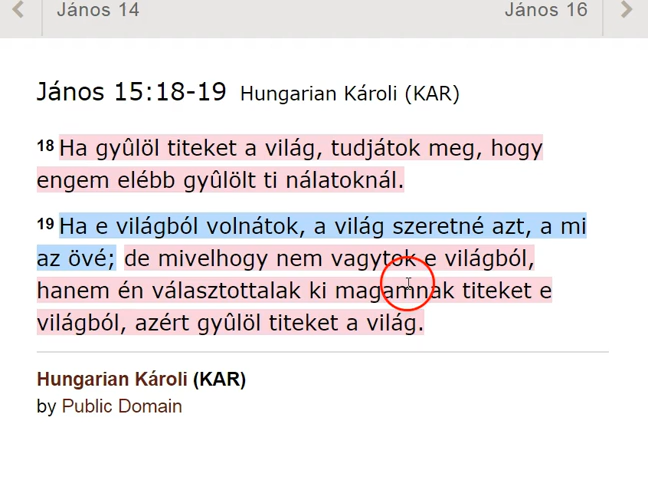 János 14 János 16
János 15:18-19 Hungarian Károli (KAR)
18 Ha gyûlöl titeket a világ, tudjátok meg, hogy
engem elébb gyûlölt ti nálatoknál.
19 Ha e világból volnátok, a világ szeretné azt, a mi
az övé; de mivelhogy nem vagytok e világból,
hanem én választottalak ki magamnak titeket e
világból, azért gyûlöl titeket a világ.
Hungarian Károli (KAR)
by Public Domain